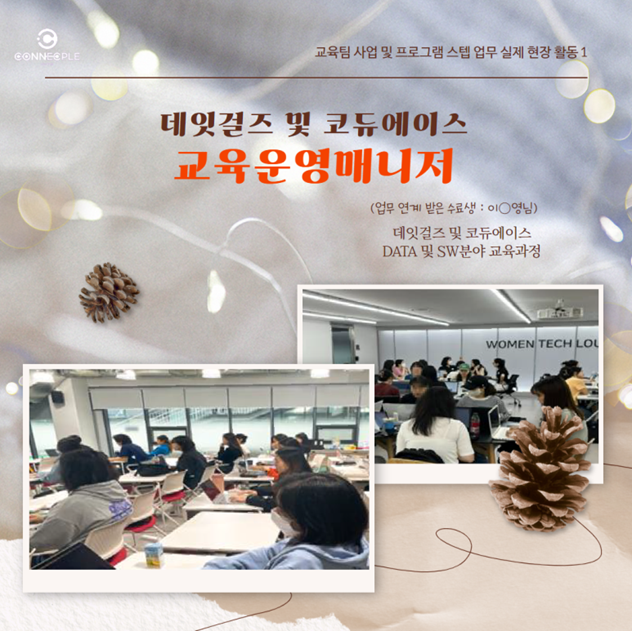 CONNECPLE
교육팀 사업 및 프로그램 스텝 업무 실제 현장 활동 1
데잇걸즈 및 코듀에이스
교육운영매니저
(업무 연계 받은 수료생 : 이○영님)
데잇걸즈 및 코듀에이스
DATA 및 SW분야 교육과정
WOMEN TECH LOU